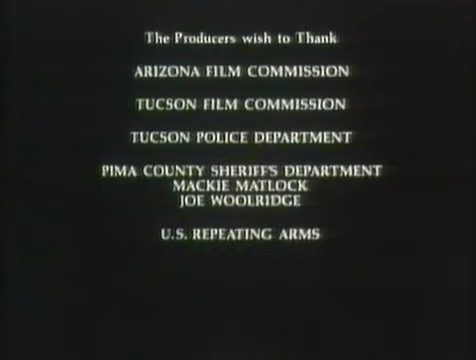 The Producers wish to Thank
ARIZONA FILM COMMISSION
TUCSON FILM COMMISSION
TUCSON POLICE DEPARTMENT
PIMA COUNTY SHERIFF'S DEPARTMENT
MACKIE MATLOCK
JOE WOOLRIDGE
U.S. REPEATING ARMS